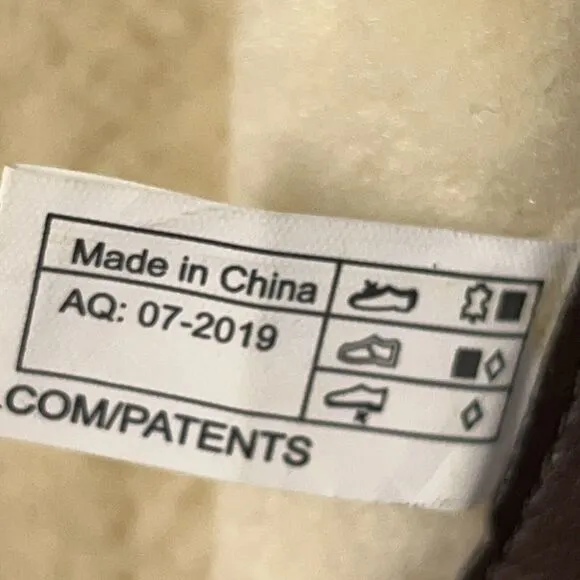 Made in China
AQ: 07-2019
.COM/PATENTS